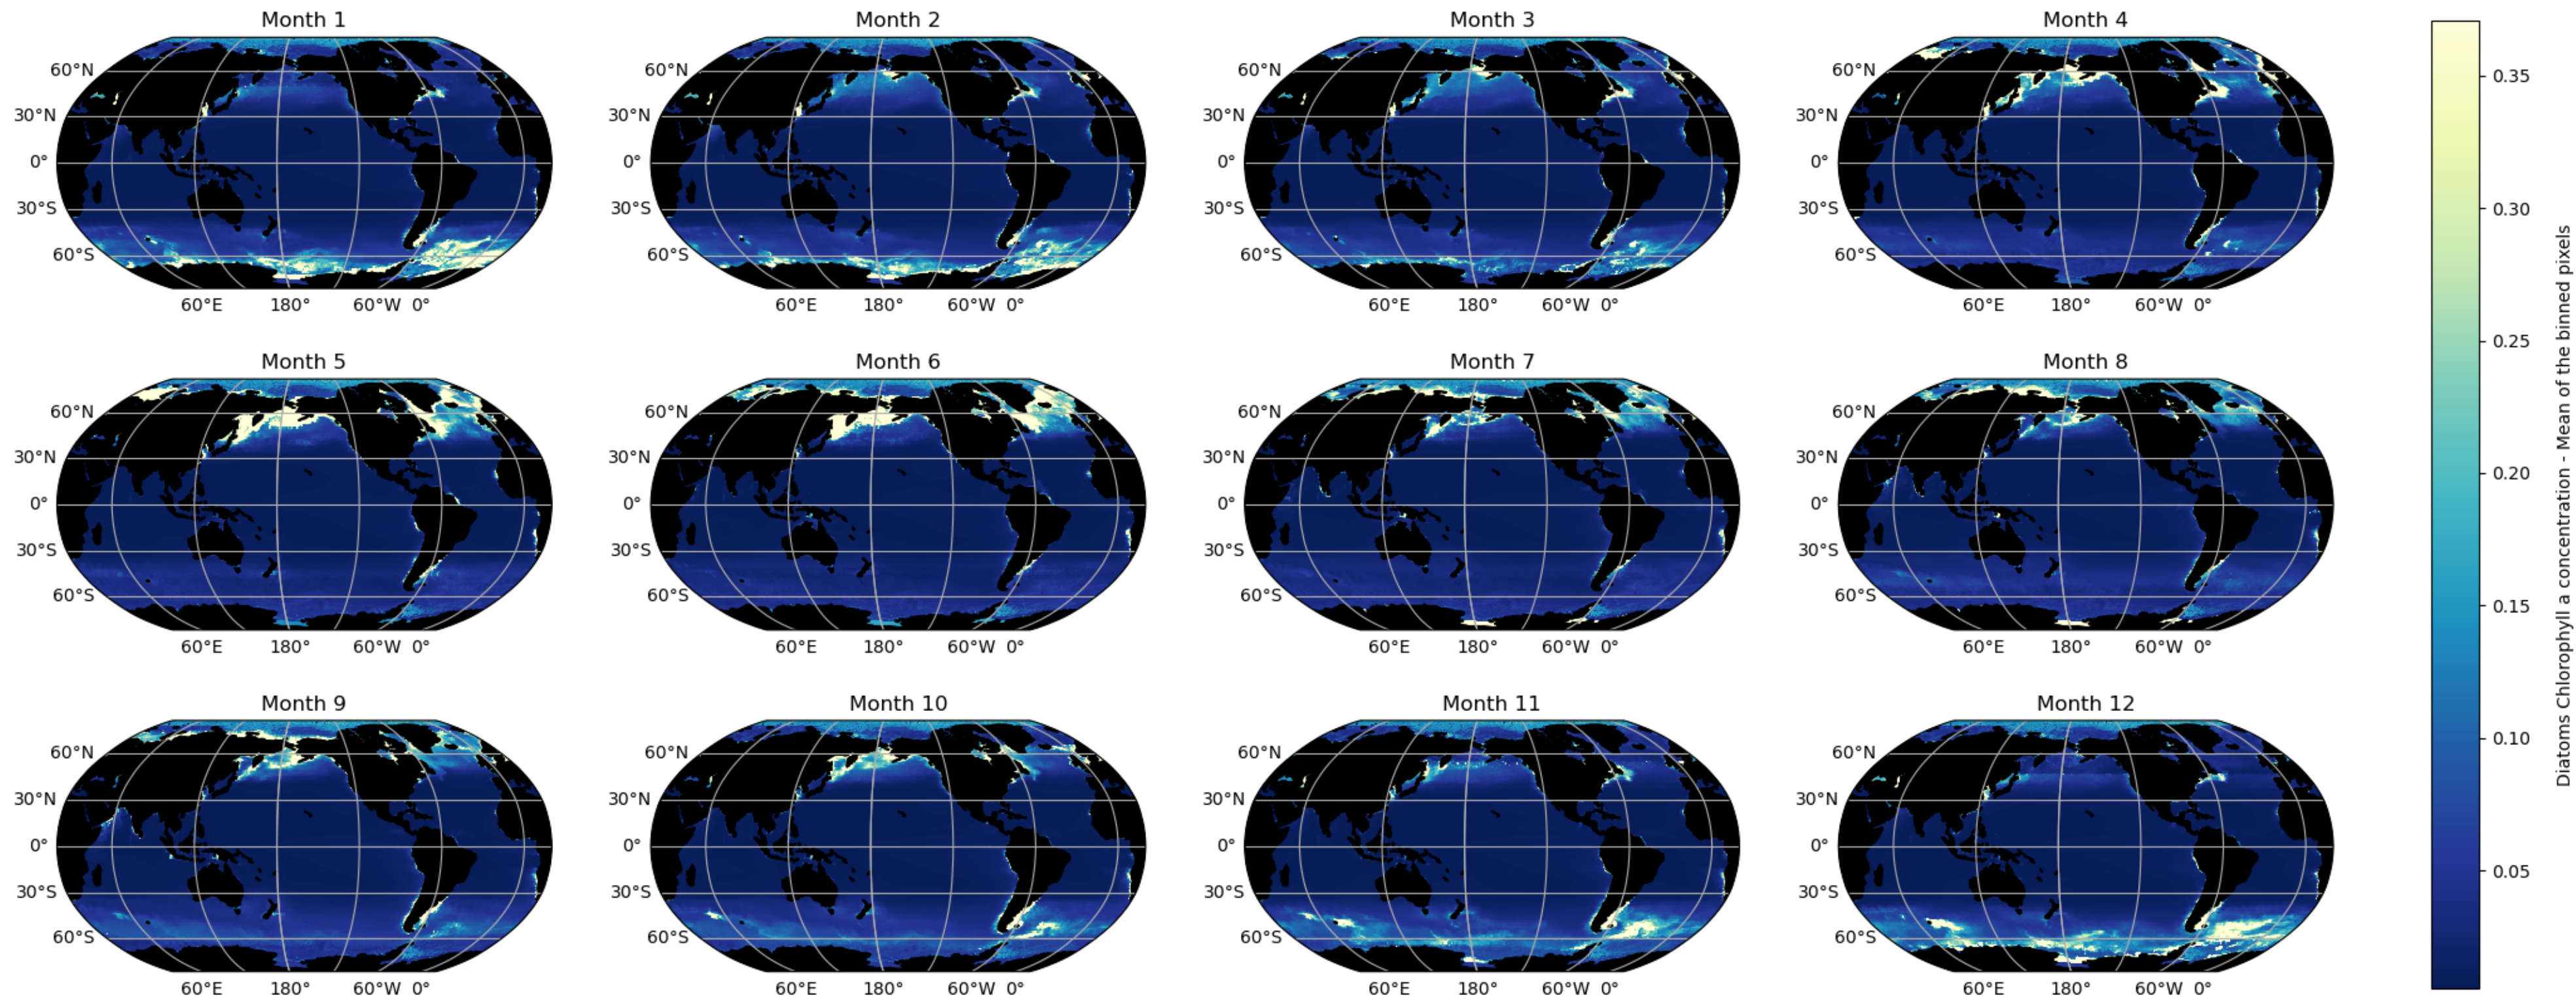 Month 1
Month 2
Month 3
Month 4
60°N
30°N
0°
30°S
60°S
60°E 180° 60°W 0°
60°N
30°N
0°
30°S
60°S
60°E 180° 60°W 0°
60°N
30°N
0°
30°S
60°S
60°E 180° 60°W 0°
60°N
30°N
0°
30°S
60°S
60°E 180° 60°W 0°
Month 5
Month 6
Month 7
Month 8
60°N
30°N
0°
30°S
60°S
60°E 180° 60°W 0°
60°N
30°N
0°
30°S
60°S
60°E 180° 60°W 0°
60°N
30°N
0°
30°S
60°S
60°E 180° 60°W 0°
60°N
30°N
0°
30°S
60°S
60°E 180° 60°W 0°
Month 9
Month 10
Month 11
Month 12
60°N
30°N
0°
30°S
60°S
60°E 180° 60°W 0°
60°N
30°N
0°
30°S
60°S
60°E 180° 60°W 0°
60°N
30°N
0°
30°S
60°S
60°E 180° 60°W 0°
60°N
30°N
0°
30°S
60°S
60°E 180° 60°W 0°
0.35
0.30
0.25
0.20
0.15
0.10
0.05
Diatoms Chlorophyll a concentration - Mean of the binned pixels